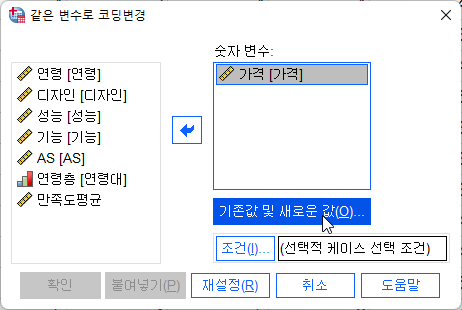 같은 변수로 코딩변경
숫자 변수:
연령 [연령]
디자인 [디자인]
성능 [성능]
기능 [기능]
AS [AS]
연령층 [연령대]
만족도평균
가격 [가격]
기존값 및 새로운 값(O)...
조건(I)...
(선택적 케이스 선택 조건)
확인
붙여넣기(P)
재설정(R)
취소
도움말